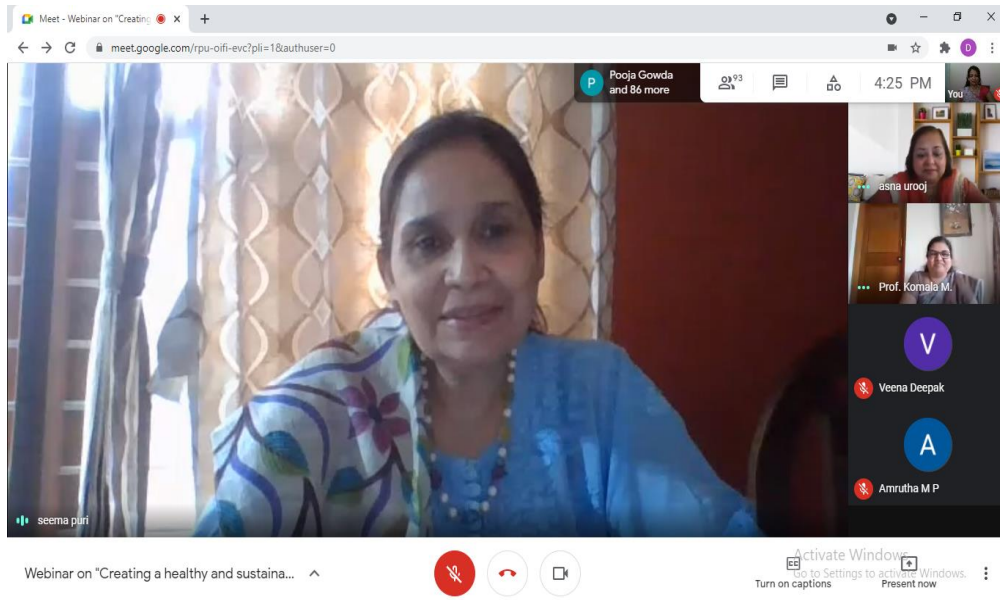 Meet - Webinar on "Creating
meet.google.com/rpu-oifi-evc?pli=1&authuser=0
D
P
Pooja Gowda
and 86 more
93
4:25 PM
You
asna urooj
Prof. Komala M.
V
Veena Deepak
A
Amrutha M P
seema puri
Webinar on "Creating a healthy and sustaina...
CC
Turn on captions
Present now
Activate Windows
Go to Settings to activate Windows.